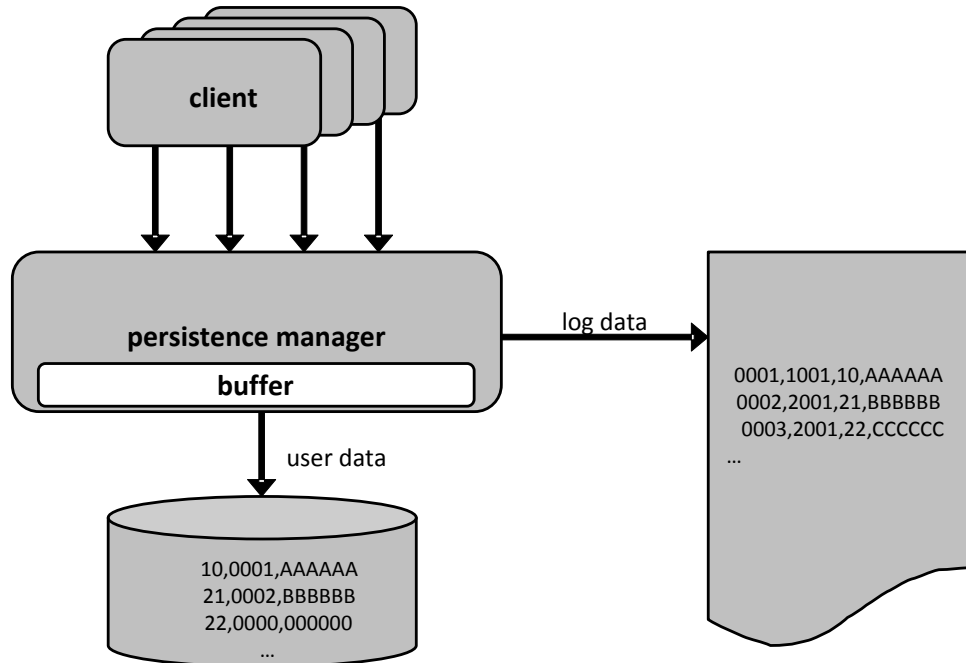 client
persistence manager
buffer
log data
0001,1001,10,AAAAAA
0002,2001,21,BBBBBB
0003,2001,22,CCCCCC
...
user data
10,0001,AAAAAA
21,0002,BBBBBB
22,0000,000000
...